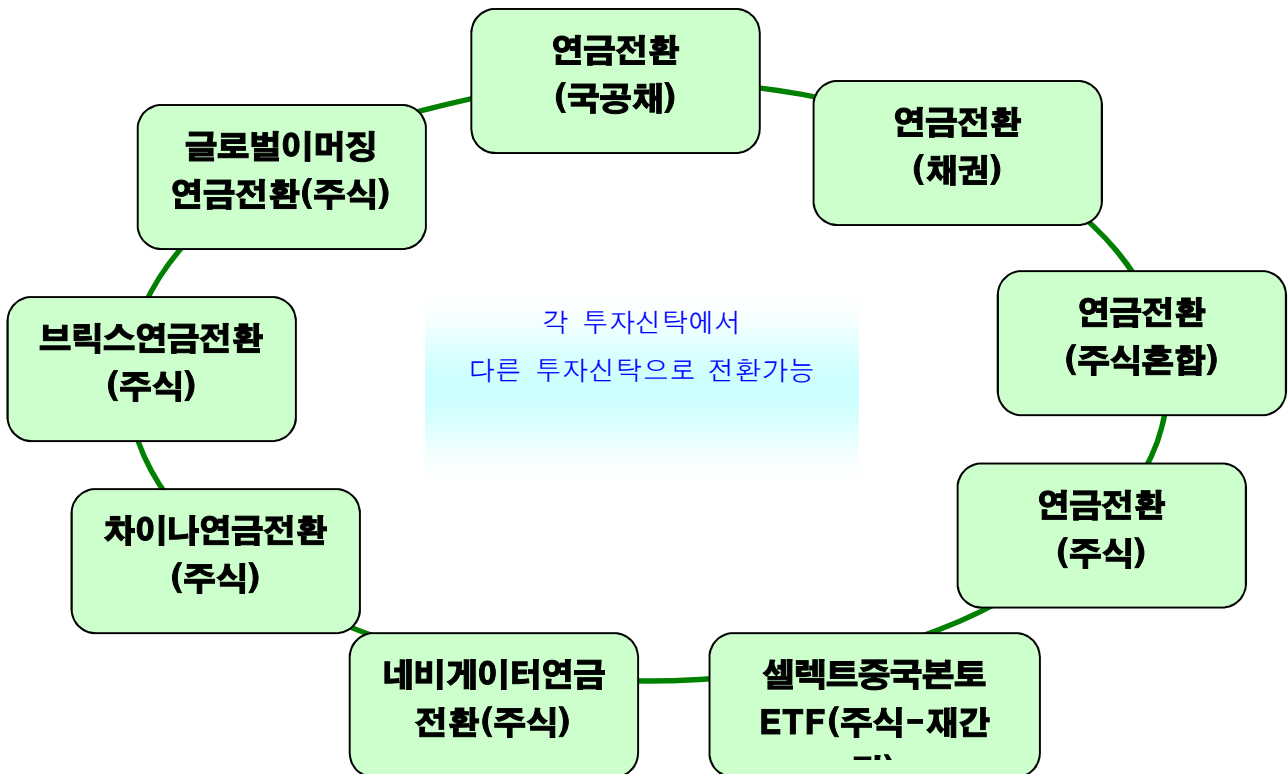 연금전환
(국공채)
연금전환
(채권)
글로벌이머징
연금전환(주식)
연금전환
(주식혼합)
브릭스연금전환
(주식)
각 투자신탁에서
다른 투자신탁으로 전환가능
연금전환
(주식)
차이나연금전환
(주식)
네비게이터연금
전환(주식)
셀렉트중국본토
ETF(주식-재간